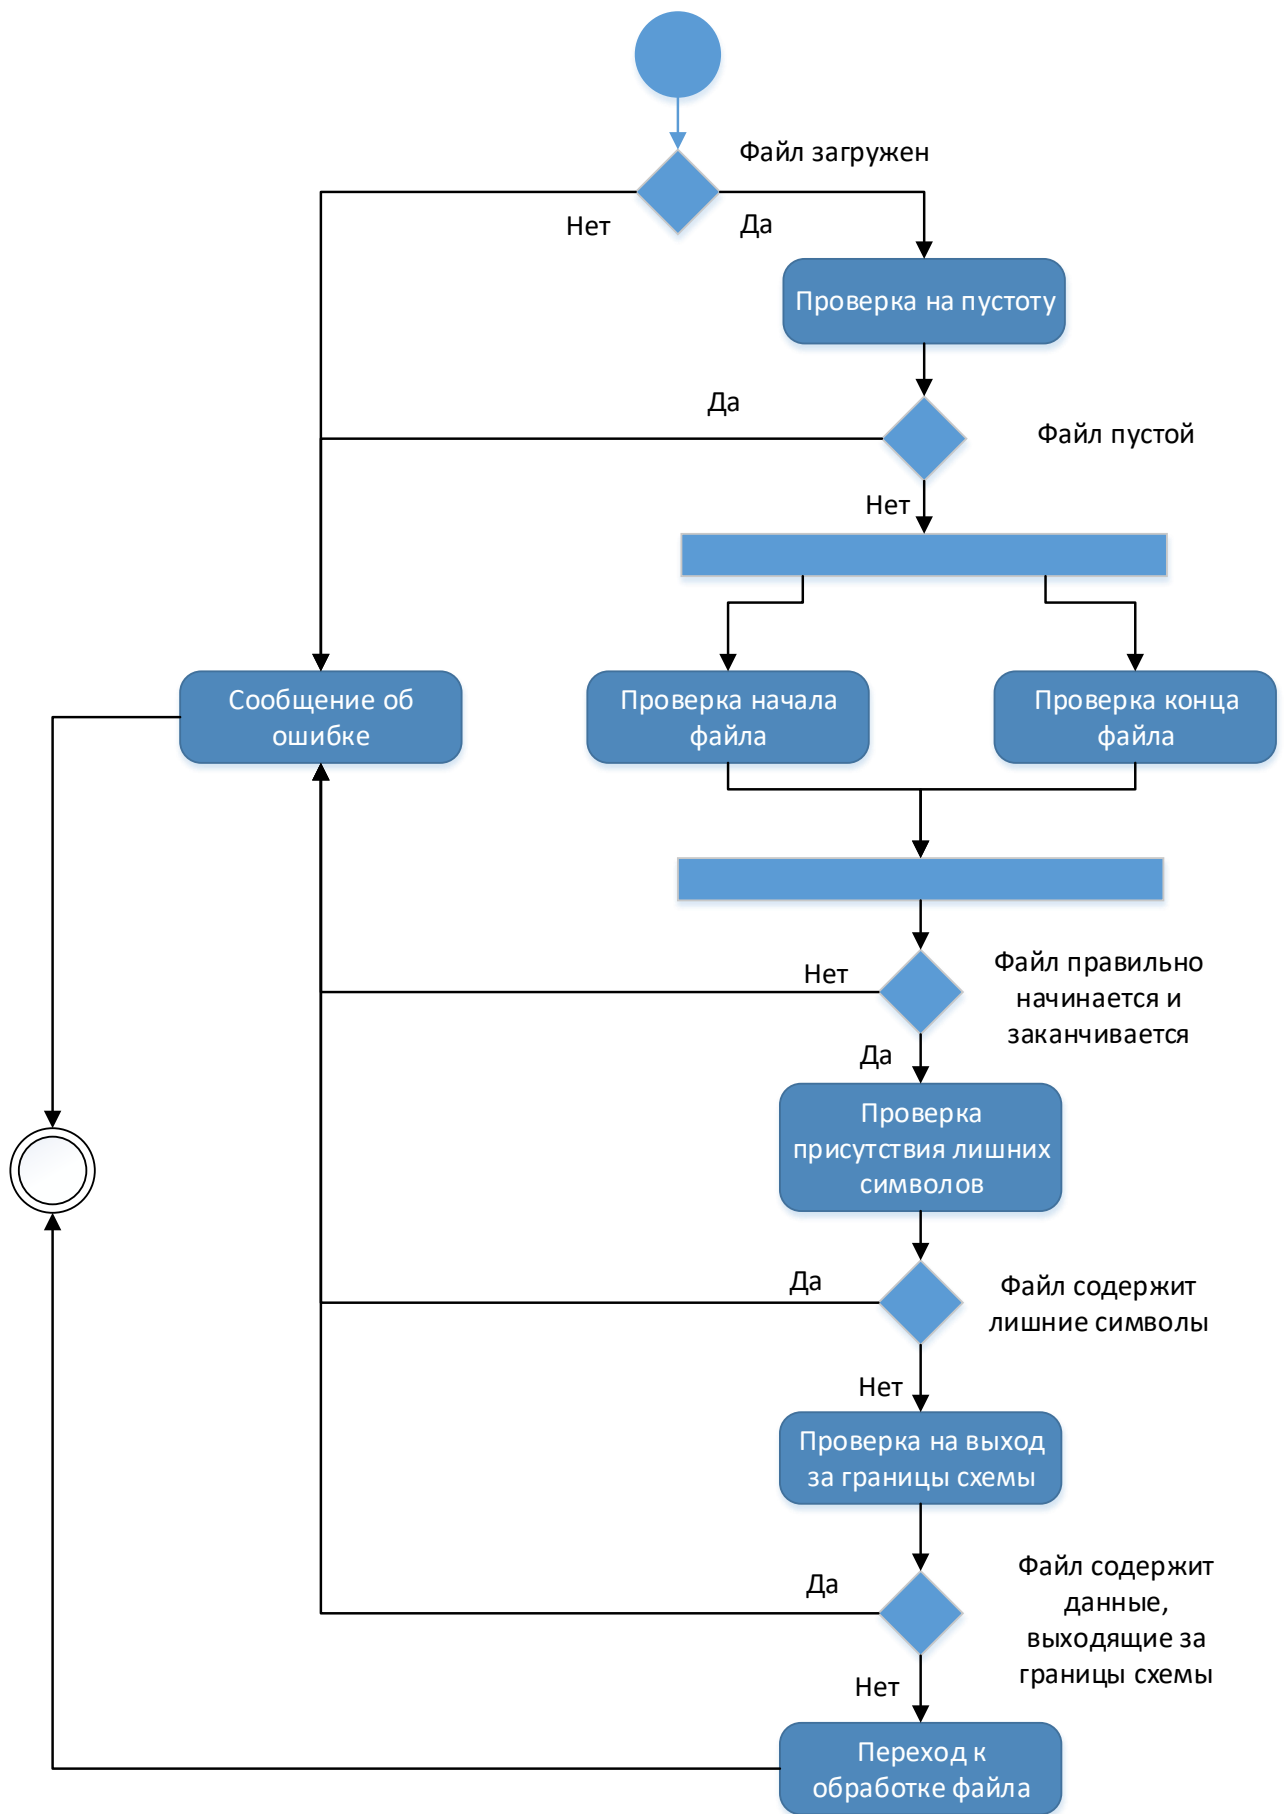 Файл загружен
Нет
Да
Проверка на пустоту
Да
Файл пустой
Нет
Сообщение об
ошибке
Проверка начала
файла
Проверка конца
файла
Нет
Файл правильно
начинается и
заканчивается
Да
Проверка
присутствия лишних
символов
Да
Файл содержит
лишние символы
Нет
Проверка на выход
за границы схемы
Да
Файл содержит
данные,
выходящие за
границы схемы
Нет
Переход к
обработке файла